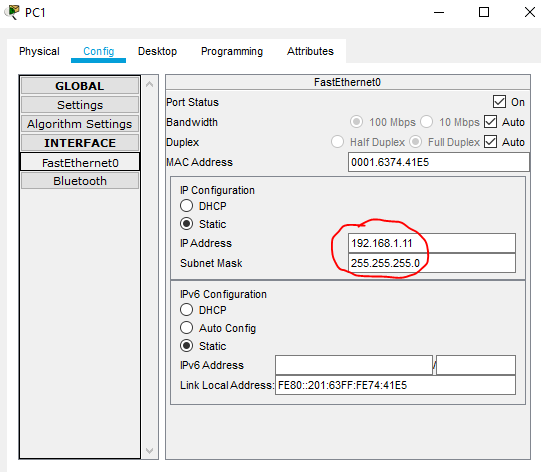 PC1
Physical Config Desktop Programming Attributes
GLOBAL
Settings
Algorithm Settings
INTERFACE
FastEthernet0
Bluetooth
FastEthernet0
Port Status On
Bandwidth 100 Mbps 10 Mbps Auto
Duplex Half Duplex Full Duplex Auto
MAC Address 0001.6374.41E5
IP Configuration
DHCP
Static
IP Address 192.168.1.11
Subnet Mask 255.255.255.0
IPv6 Configuration
DHCP
Auto Config
Static
IPv6 Address /
Link Local Address: FE80::201:63FF:FE74:41E5